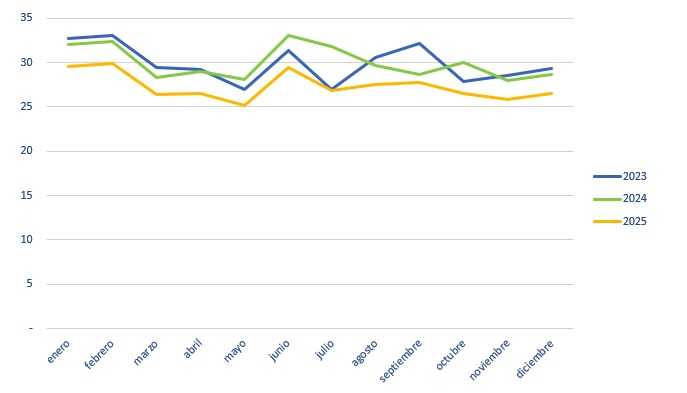 35
30
25
20
15
10
5
-
enero
febrero
marzo
abril
mayo
junio
julio
agosto
septiembre
octubre
noviembre
diciembre
2023
2024
2025